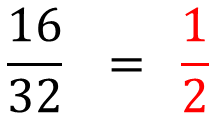 16/32 = 1/2